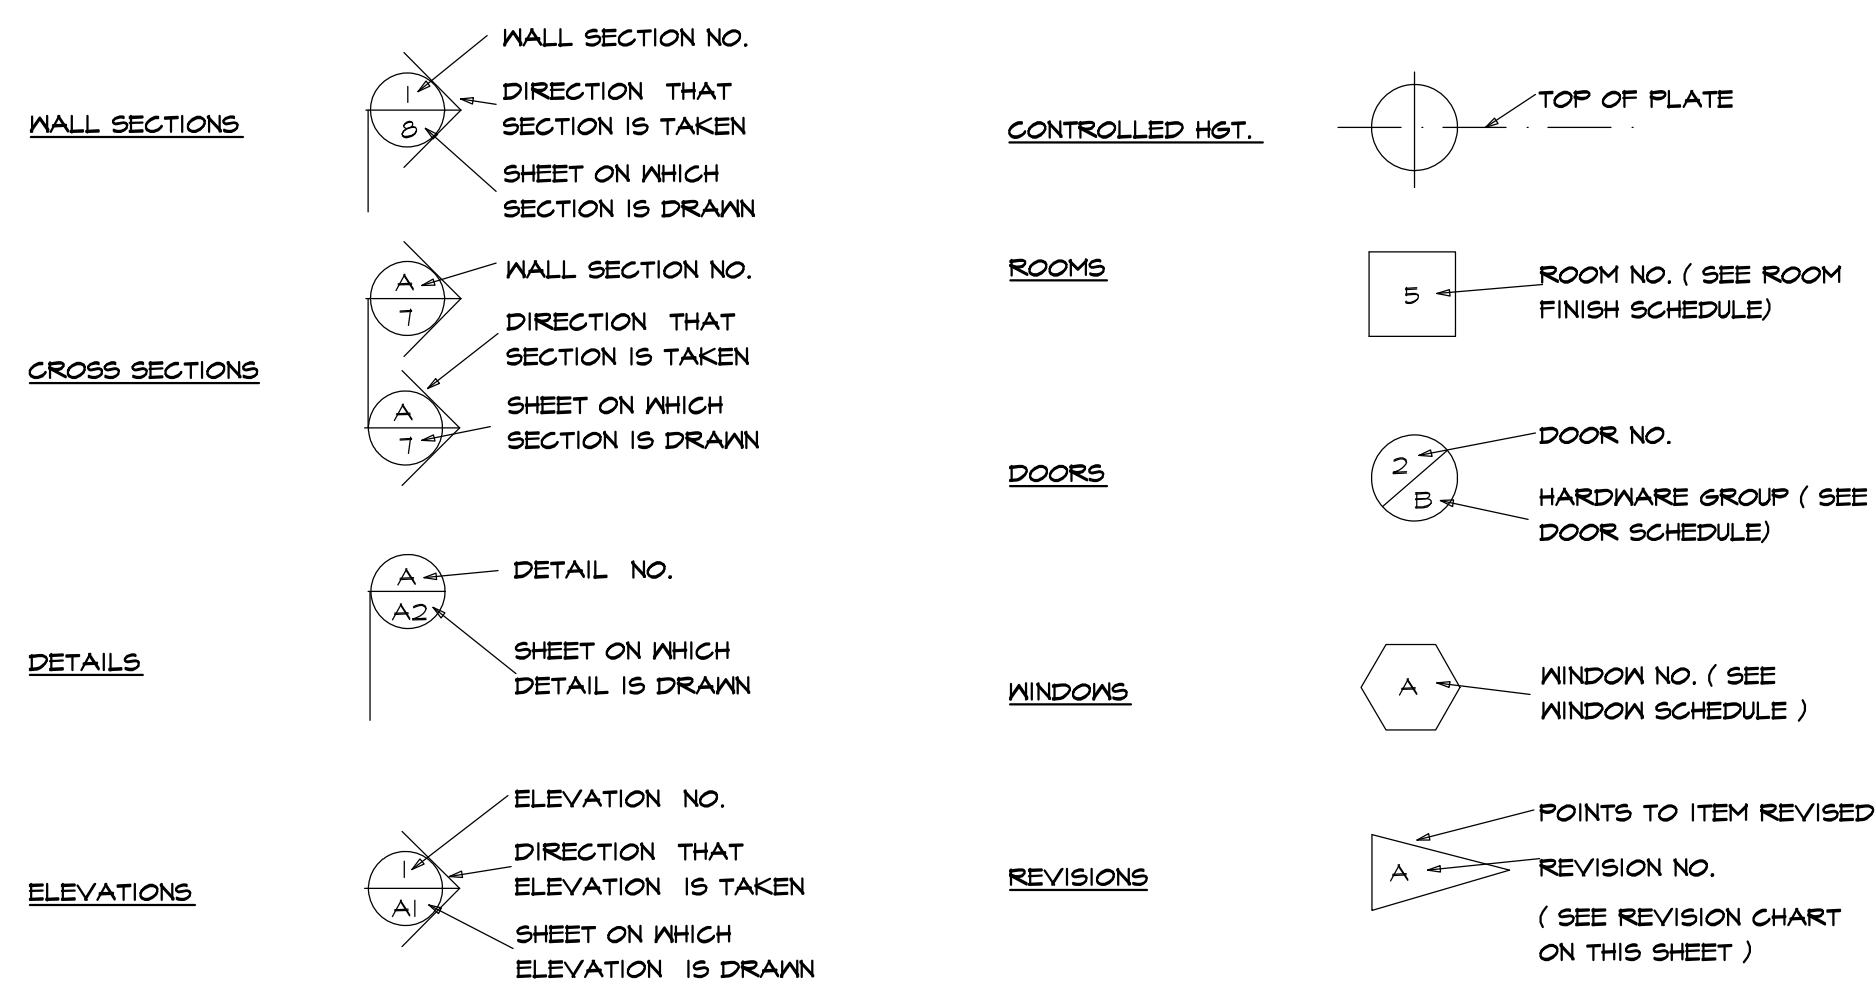 WALL SECTIONS
1
8
WALL SECTION NO.
DIRECTION THAT
SECTION IS TAKEN
SHEET ON WHICH
SECTION IS DRAWN
CROSS SECTIONS
A
7
A
7
WALL SECTION NO.
DIRECTION THAT
SECTION IS TAKEN
SHEET ON WHICH
SECTION IS DRAWN
DETAILS
A
A2
DETAIL NO.
SHEET ON WHICH
DETAIL IS DRAWN
ELEVATIONS
1
A1
ELEVATION NO.
DIRECTION THAT
ELEVATION IS TAKEN
SHEET ON WHICH
ELEVATION IS DRAWN
CONTROLLED HGT.
TOP OF PLATE
ROOMS
5
ROOM NO. ( SEE ROOM
FINISH SCHEDULE)
DOORS
2
B
DOOR NO.
HARDWARE GROUP ( SEE
DOOR SCHEDULE)
WINDOWS
A
WINDOW NO. ( SEE
WINDOW SCHEDULE )
REVISIONS
A
POINTS TO ITEM REVISED
REVISION NO.
( SEE REVISION CHART
ON THIS SHEET )